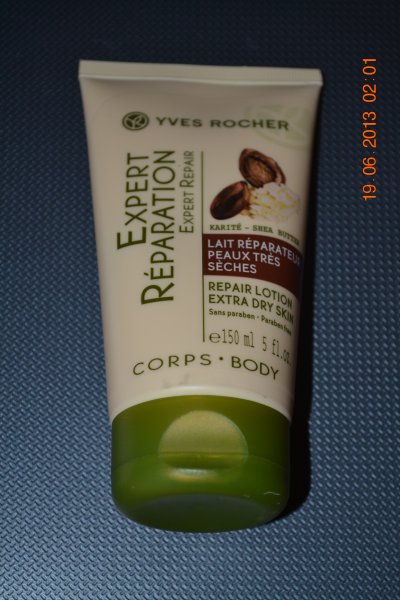 YVES ROCHER
EXPERT
RÉPARATION
EXPERT REPAIR
KARITÉ - SHEA BUTTER
LAIT RÉPARATEUR
PEAUX TRÈS
SÈCHES
REPAIR LOTION
EXTRA DRY SKIN
Sans paraben - Paraben free
e150 ml 5 fl.oz.
CORPS • BODY
19.06.2013 02:01